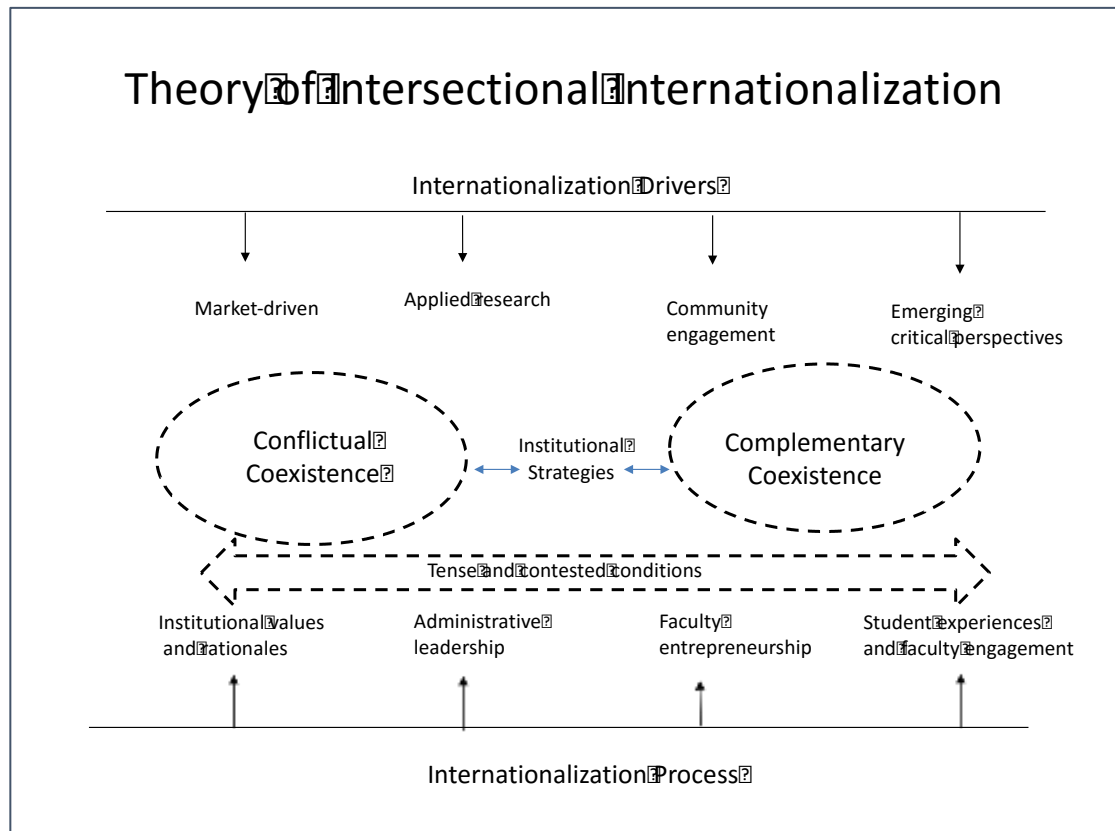 Theory⍰of⍰Intersectional⍰Internationalization
Internationalization⍰Drivers⍰
Market-driven
Applied⍰research
Community
engagement
Emerging⍰
critical⍰perspectives
Conflictual⍰
Coexistence⍰
Institutional⍰
Strategies
Complementary
Coexistence
Tense⍰and⍰contested⍰conditions
Institutional⍰values
and⍰rationales
Administrative⍰
leadership
Faculty⍰
entrepreneurship
Student⍰experiences⍰
and⍰faculty⍰engagement
Internationalization⍰Process⍰